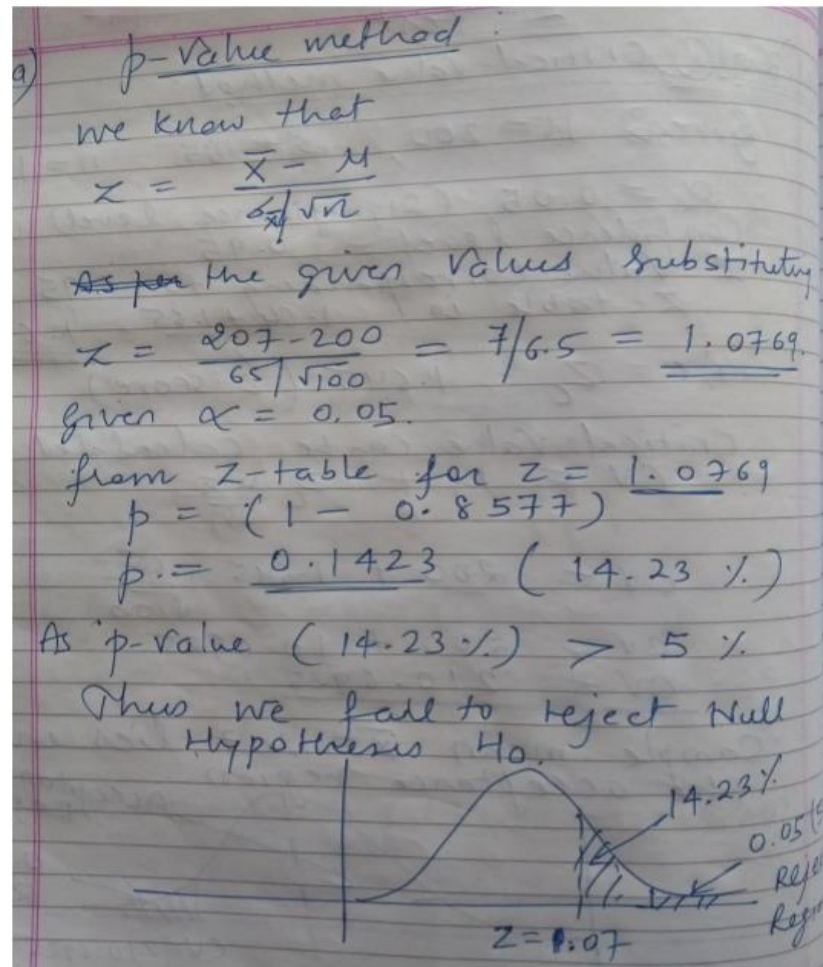 a) p-value method :
we know that
z = x̄ - μ / σx̄/√n
As per the given values substituting
z = 207-200 / 65/√100 = 7/6.5 = 1.0769.
given α = 0.05.
from Z-table for z = 1.0769
p = (1 - 0.8577)
p. = 0.1423 (14.23 %)
As p-value (14.23%) > 5 %
Thus we fail to reject Null
Hypothesis H0.
14.23%
0.05
Z = 1.07